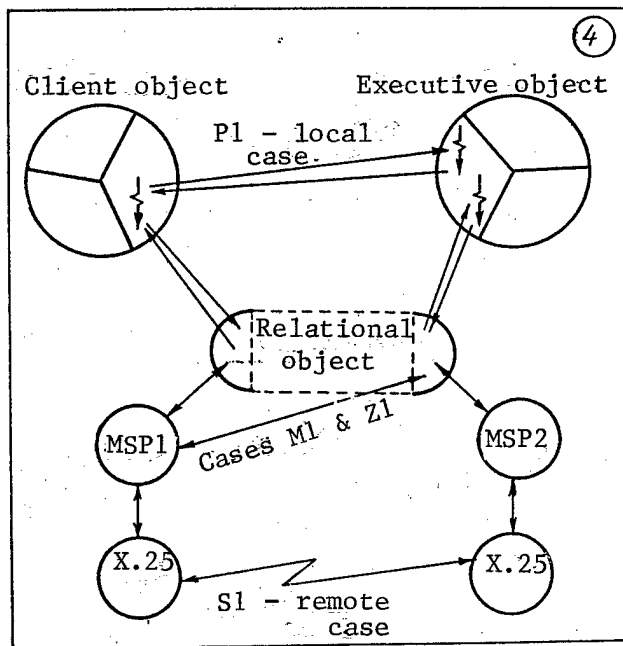 4
Client object
Executive object
P1 - local
case
Relational
object
MSP1
Cases M1 & Z1
MSP2
X.25
X.25
S1 - remote
case